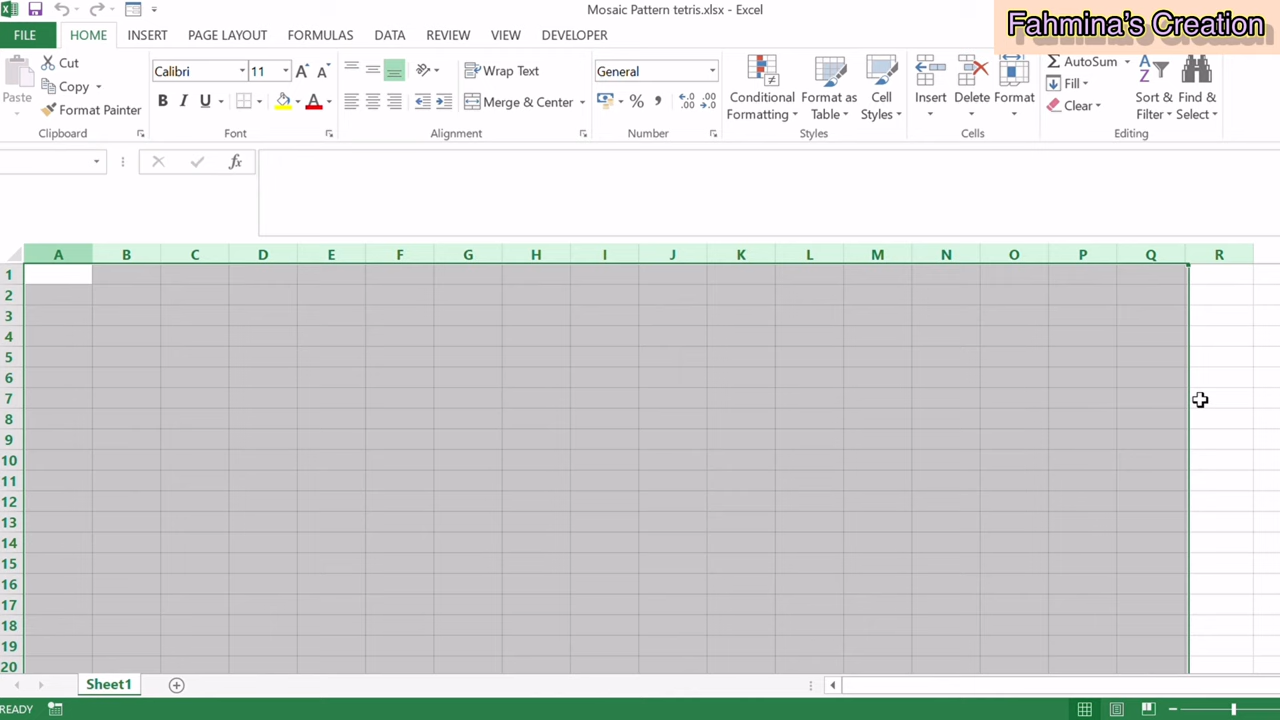 Mosaic Pattern tetris.xlsx - Excel
Fahmina's Creation
FILE HOME INSERT PAGE LAYOUT FORMULAS DATA REVIEW VIEW DEVELOPER
Paste
Cut
Copy
Format Painter
Clipboard
Calibri 11
B I U A
Font
Wrap Text
Merge & Center
Alignment
General
%
Number
Conditional Formatting
Format as Table
Cell Styles
Styles
Insert
Delete
Format
Cells
AutoSum
Fill
Clear
Sort & Filter
Find & Select
Editing
fx
A B C D E F G H I J K L M N O P Q R
1
2
3
4
5
6
7
8
9
10
11
12
13
14
15
16
17
18
19
20
Sheet1
READY